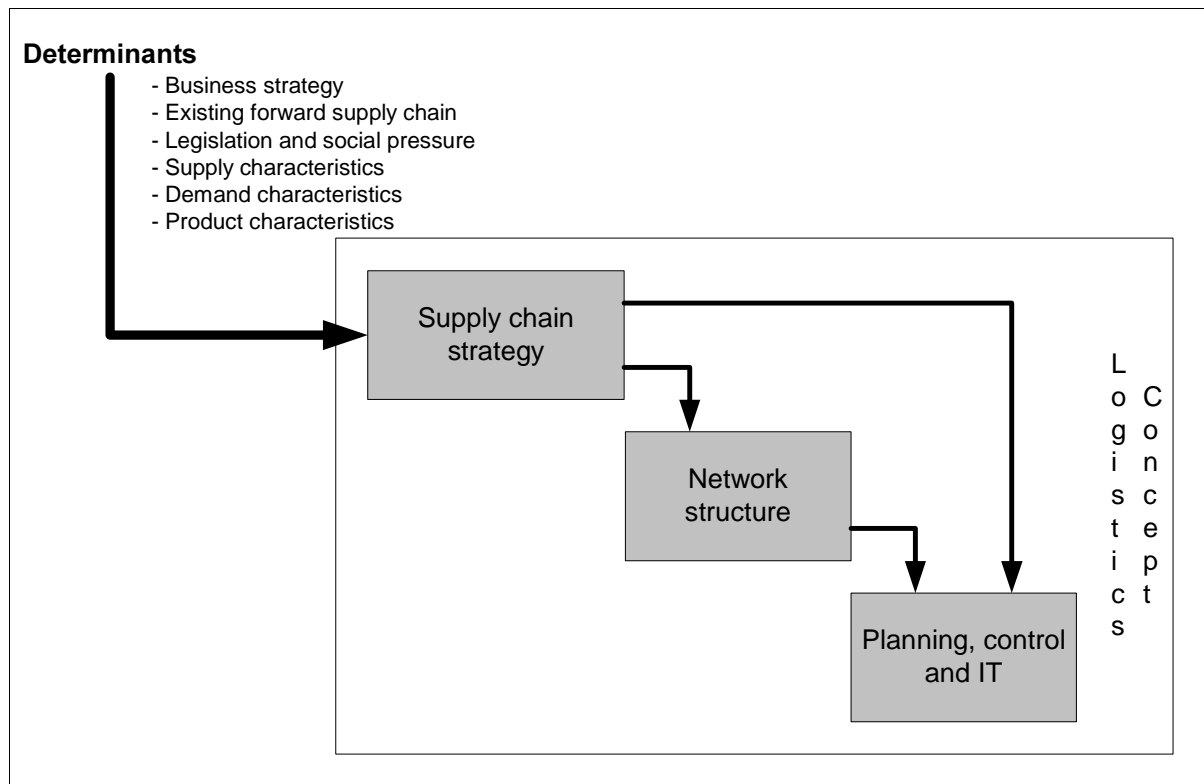 Determinants
- Business strategy
- Existing forward supply chain
- Legislation and social pressure
- Supply characteristics
- Demand characteristics
- Product characteristics
Supply chain
strategy
Network
structure
Planning, control
and IT
Logistics
Concept